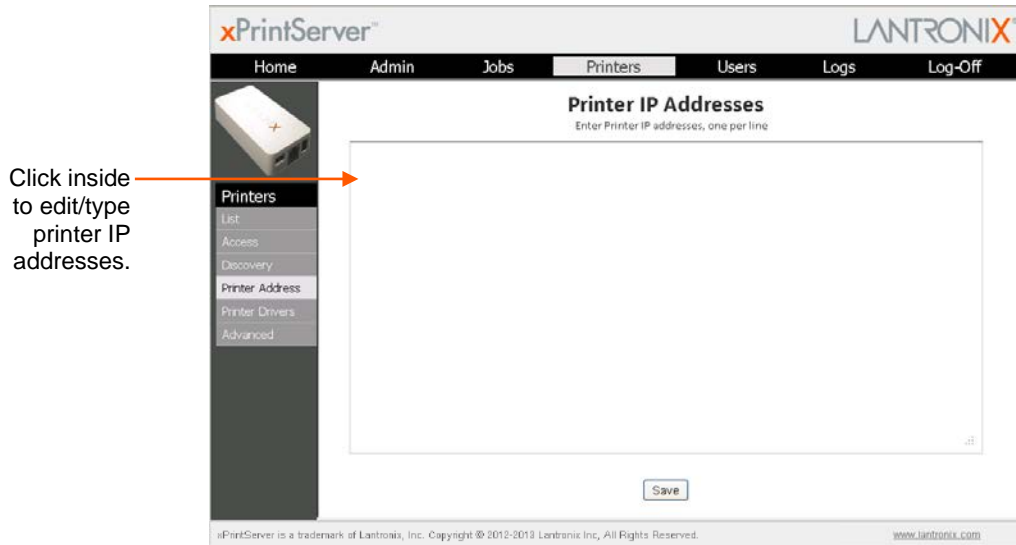 xPrintServer™
LANTRONIX®
Home Admin Jobs Printers Users Logs Log-Off
Printer IP Addresses
Enter Printer IP addresses, one per line
Click inside
to edit/type
printer IP
addresses.
Printers
List
Access
Discovery
Printer Address
Printer Drivers
Advanced
Save
xPrintServer is a trademark of Lantronix, Inc. Copyright © 2012-2013 Lantronix Inc, All Rights Reserved.
www.lantronix.com